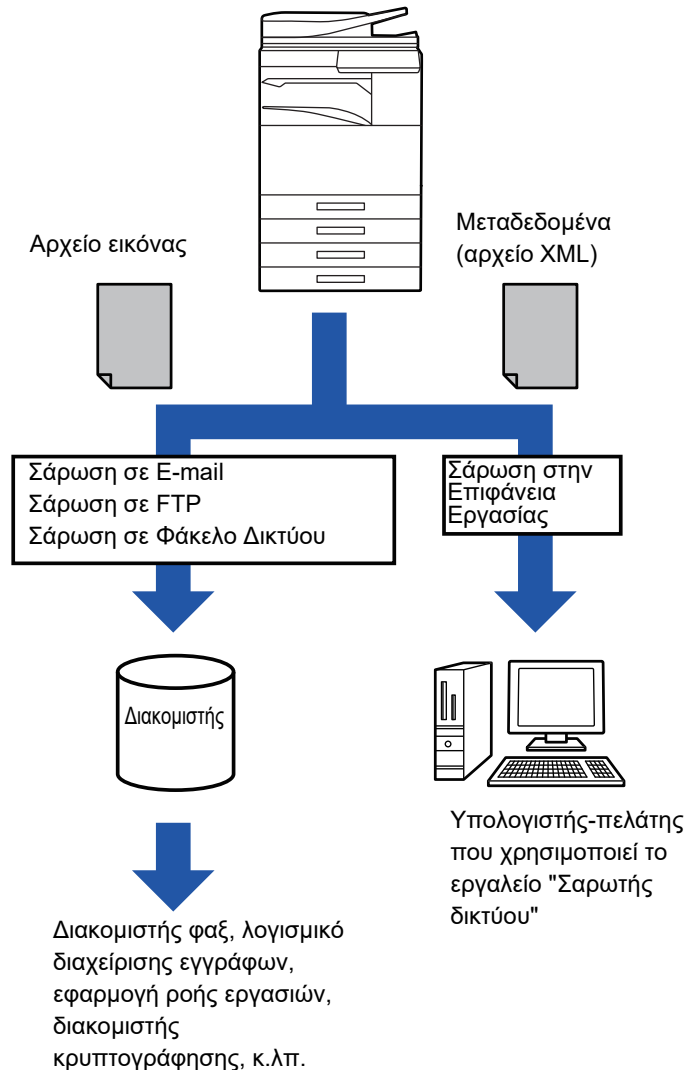 Αρχείο εικόνας
Μεταδεδομένα
(αρχείο XML)
Σάρωση σε E-mail
Σάρωση σε FTP
Σάρωση σε Φάκελο Δικτύου
Σάρωση στην
Επιφάνεια
Εργασίας
Διακομιστής
Υπολογιστής-πελάτης
που χρησιμοποιεί το
εργαλείο "Σαρωτής
δικτύου"
Διακομιστής φαξ, λογισμικό
διαχείρισης εγγράφων,
εφαρμογή ροής εργασιών,
διακομιστής
κρυπτογράφησης, κ.λπ.